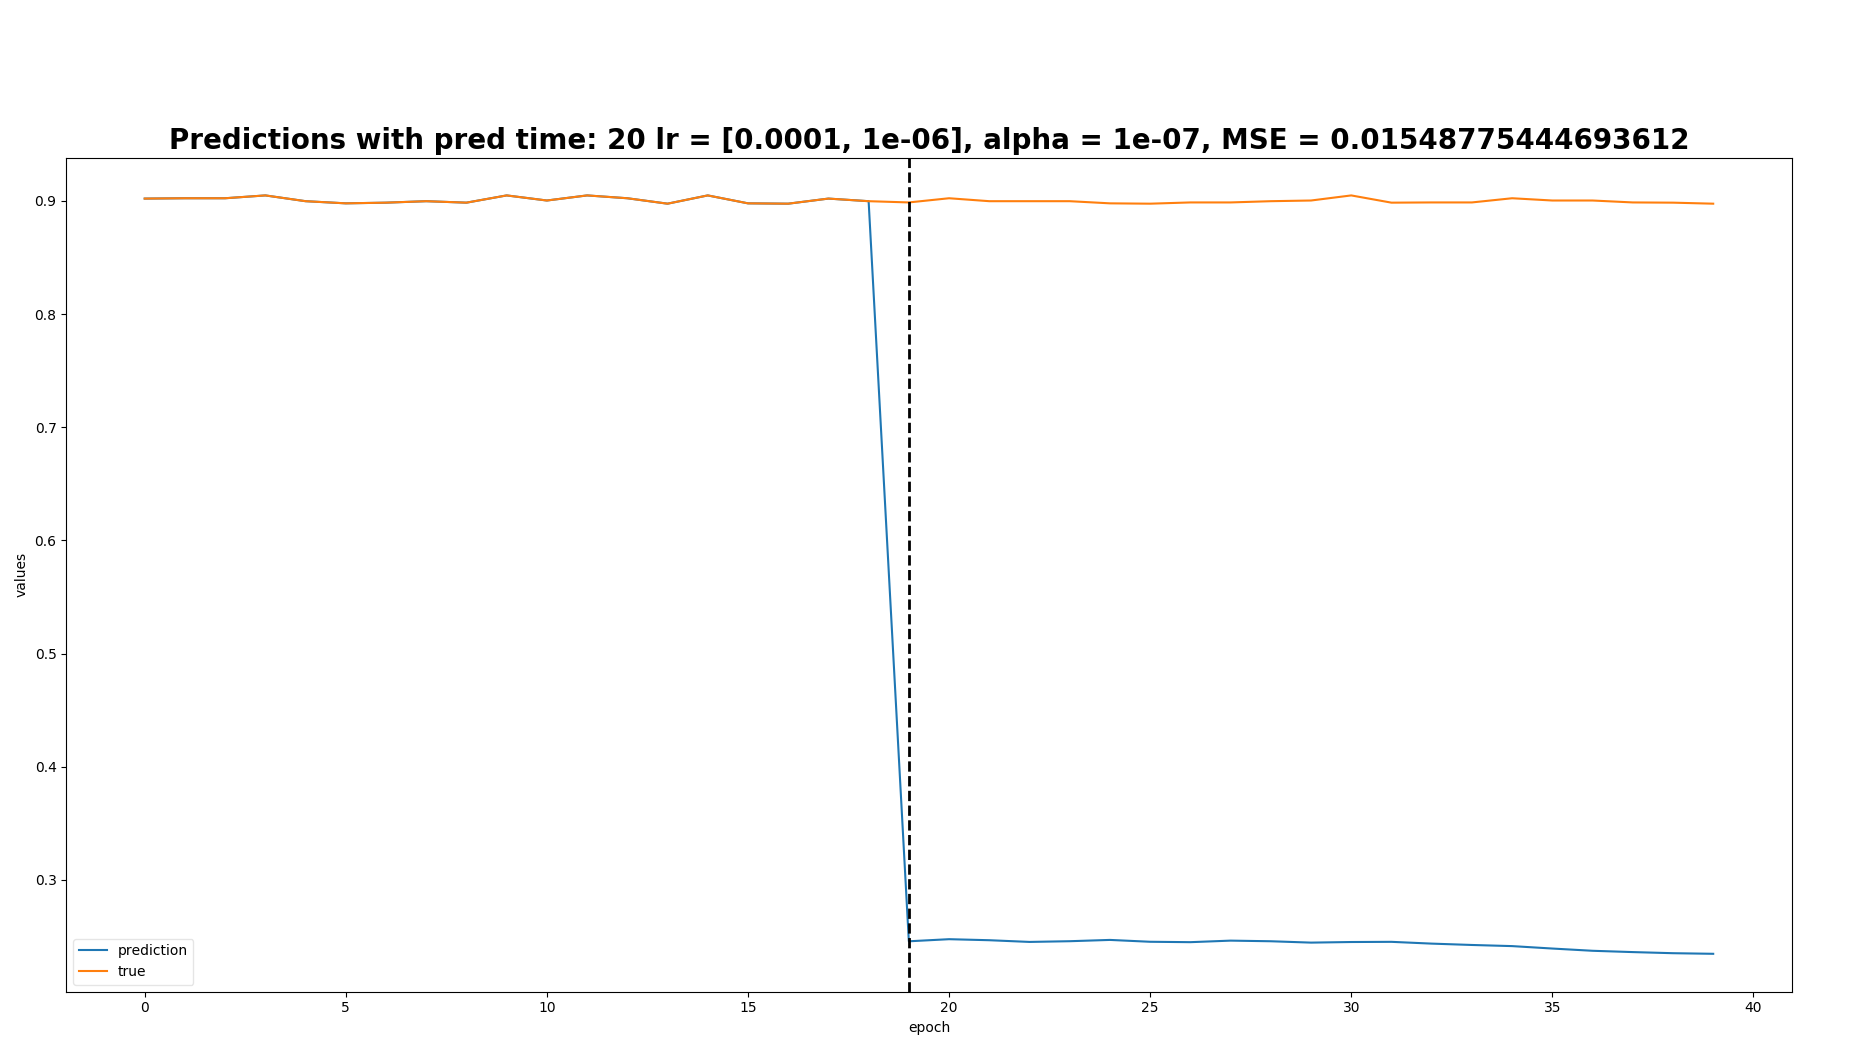 Predictions with pred time: 20 lr = [0.0001, 1e-06], alpha = 1e-07, MSE = 0.01548775444693612
0.9
0.8
0.7
0.6
0.5
0.4
0.3
values
prediction
true
0 5 10 15 20 25 30 35 40
epoch